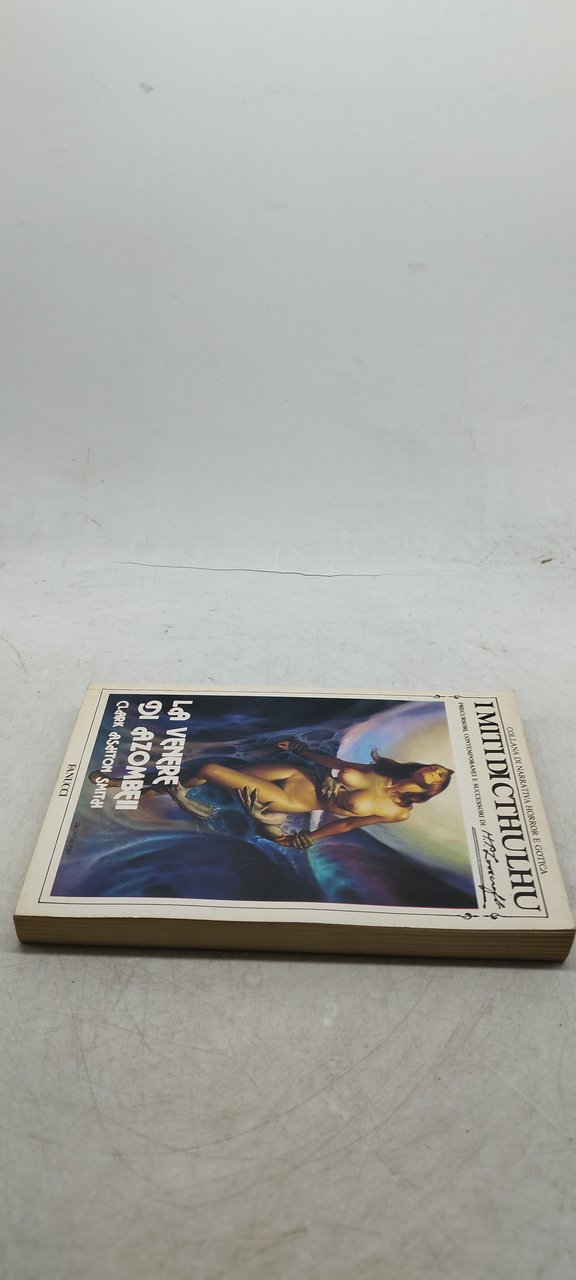 COLLANA DI NARRATIVA HORROR E GOTICA
I MITI DI CTHULHU
PRECURSORI, CONTEMPORANEI E SUCCESSORI DI H P Lovecraft
LA VENERE
DI AZOMBEII
CLARK ASHTON SMITH
FANUCCI